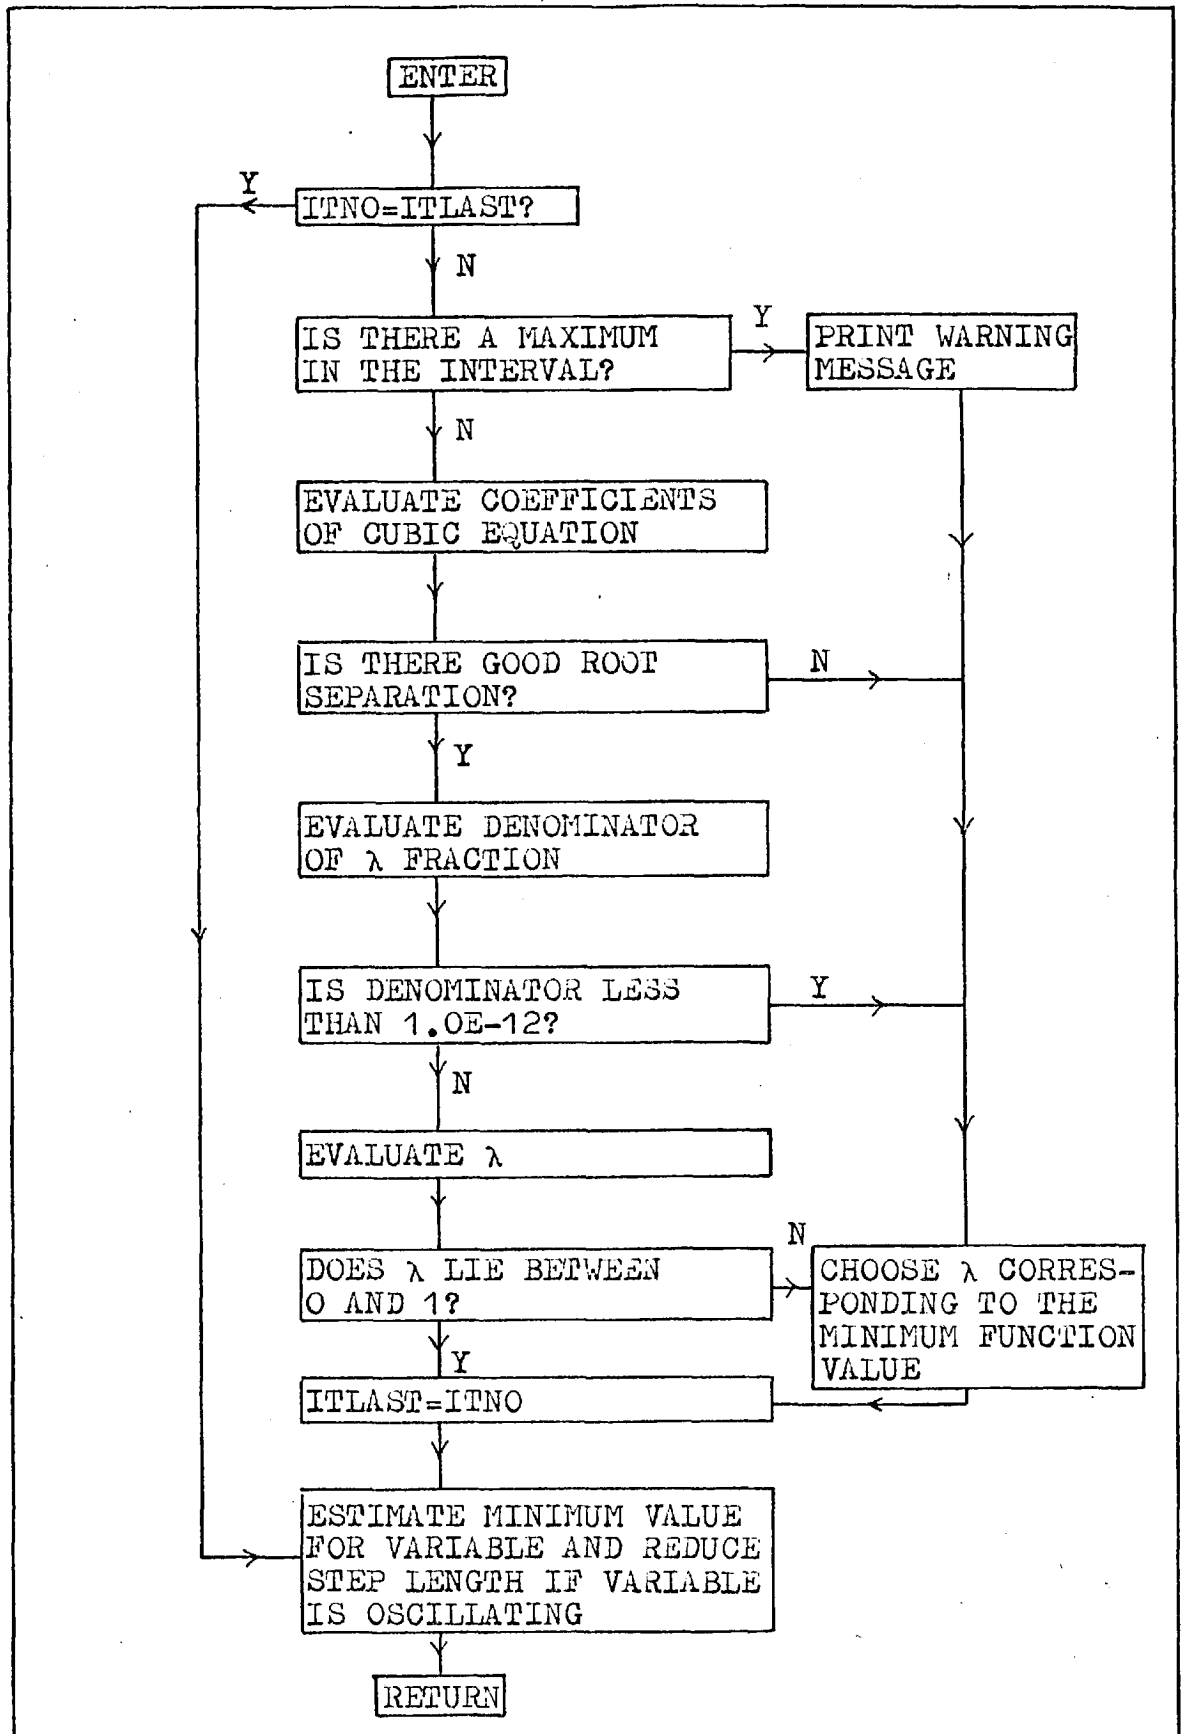 ENTER
Y
ITNO=ITLAST?
N
IS THERE A MAXIMUM
IN THE INTERVAL?
Y
PRINT WARNING
MESSAGE
N
EVALUATE COEFFICIENTS
OF CUBIC EQUATION
IS THERE GOOD ROOT
SEPARATION?
N
Y
EVALUATE DENOMINATOR
OF λ FRACTION
IS DENOMINATOR LESS
THAN 1.0E-12?
Y
N
EVALUATE λ
DOES λ LIE BETWEEN
0 AND 1?
N
CHOOSE λ CORRES-
PONDING TO THE
MINIMUM FUNCTION
VALUE
Y
ITLAST=ITNO
ESTIMATE MINIMUM VALUE
FOR VARIABLE AND REDUCE
STEP LENGTH IF VARIABLE
IS OSCILLATING
RETURN